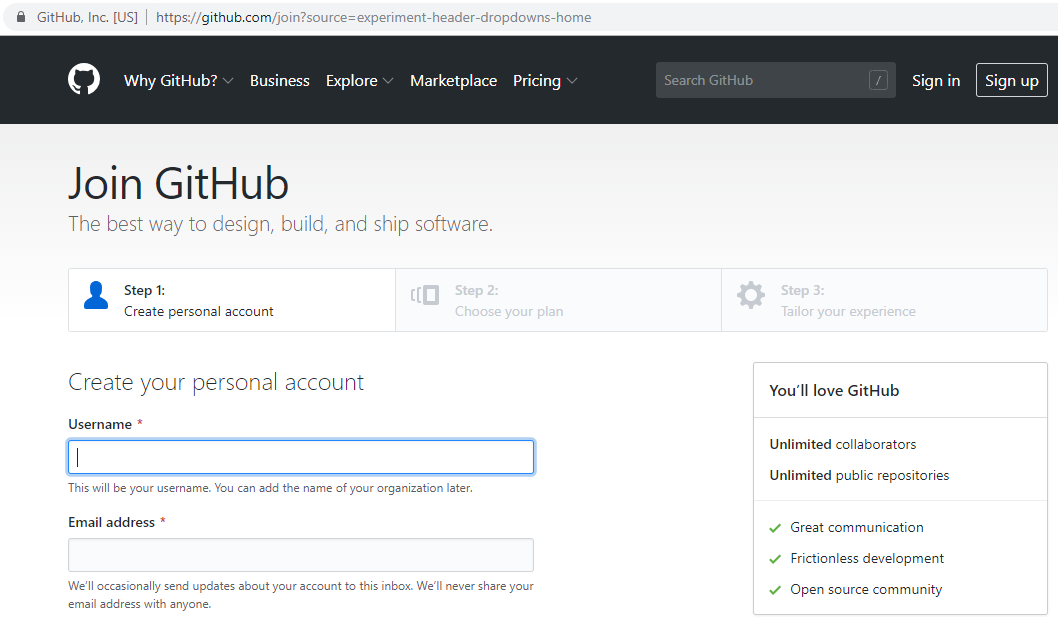 GitHub, Inc. [US] https://github.com/join?source=experiment-header-dropdowns-home
Why GitHub? Business Explore Marketplace Pricing Search GitHub / Sign in Sign up
Join GitHub
The best way to design, build, and ship software.
Step 1:
Create personal account
Step 2:
Choose your plan
Step 3:
Tailor your experience
Create your personal account
Username *
This will be your username. You can add the name of your organization later.
Email address *
We’ll occasionally send updates about your account to this inbox. We’ll never share your
email address with anyone.
You’ll love GitHub
Unlimited collaborators
Unlimited public repositories
Great communication
Frictionless development
Open source community